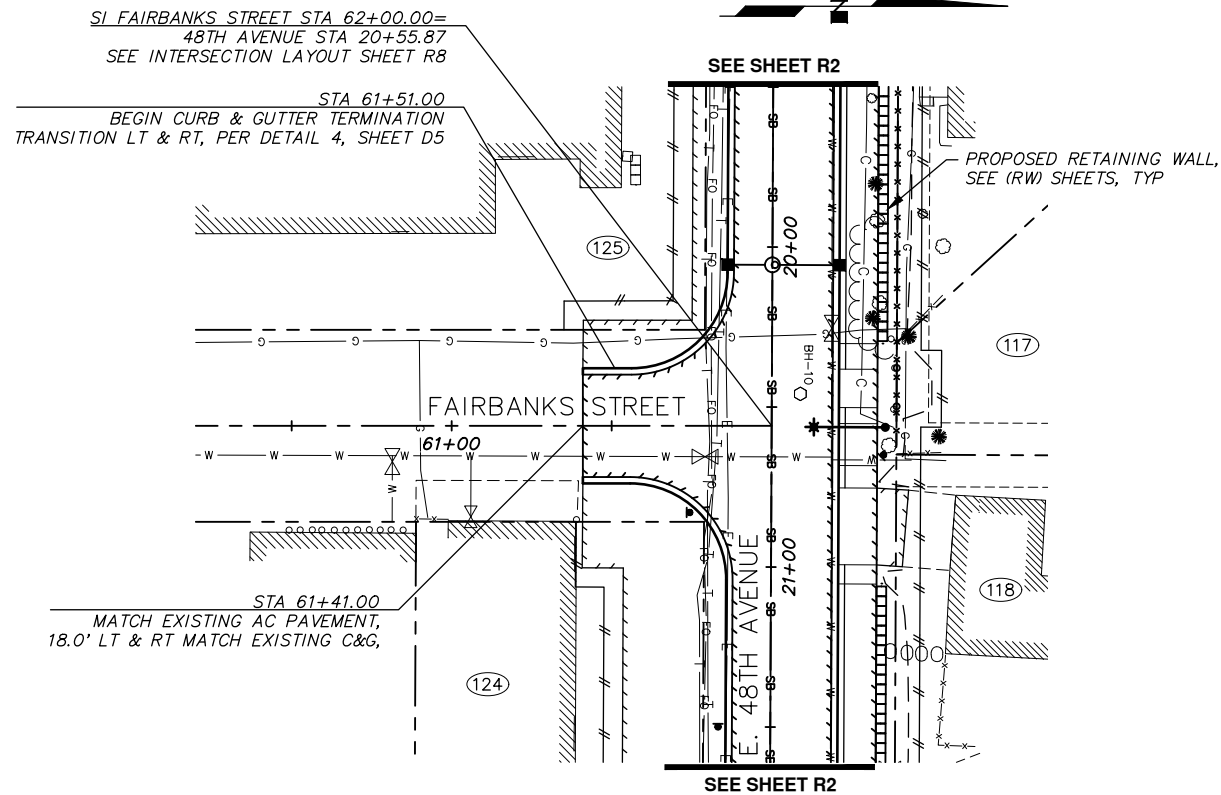 SI FAIRBANKS STREET STA 62+00.00=
48TH AVENUE STA 20+55.87
SEE INTERSECTION LAYOUT SHEET R8
SEE SHEET R2
STA 61+51.00
BEGIN CURB & GUTTER TERMINATION
TRANSITION LT & RT, PER DETAIL 4, SHEET D5
PROPOSED RETAINING WALL,
SEE (RW) SHEETS, TYP
125
20+00
117
BH-10
FAIRBANKS STREET
61+00
E. 48TH AVENUE
21+00
118
STA 61+41.00
MATCH EXISTING AC PAVEMENT,
18.0' LT & RT MATCH EXISTING C&G,
124
SEE SHEET R2